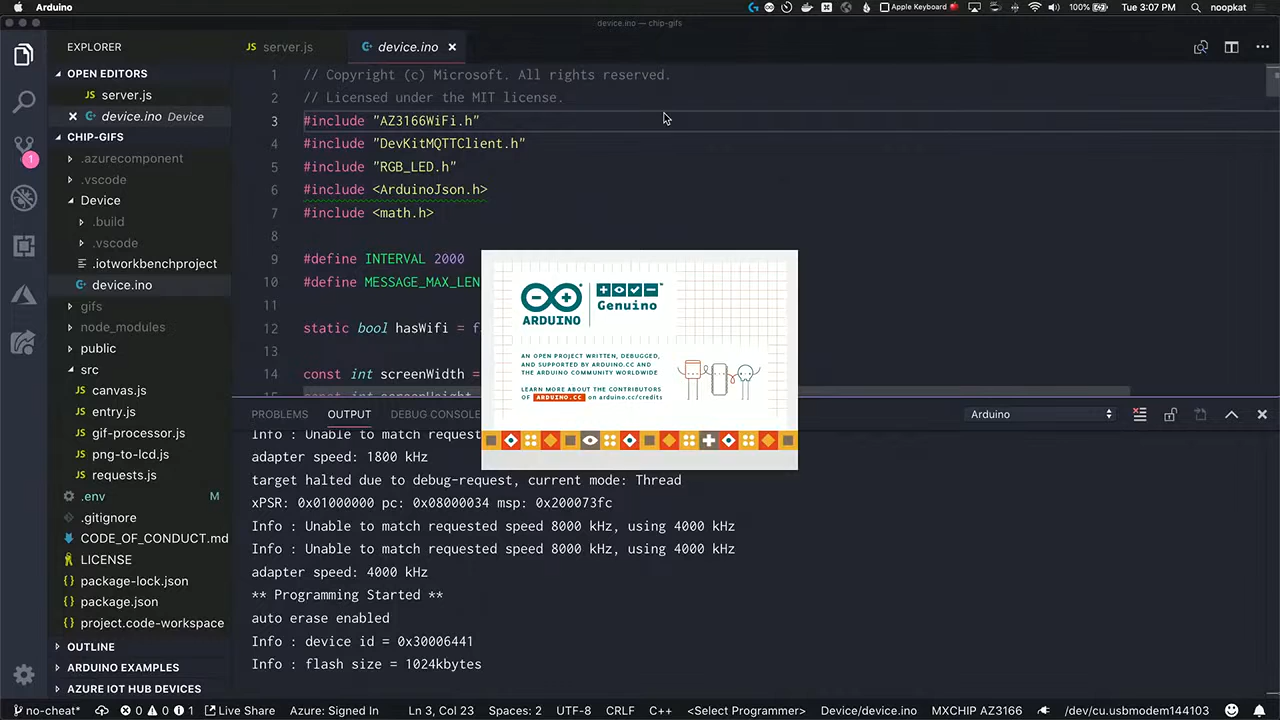 Arduino
Apple Keyboard
100%
Tue 3:07 PM
noopkat
device.ino — chip-gifs
EXPLORER
server.js
device.ino
OPEN EDITORS
server.js
device.ino Device
CHIP-GIFS
.azurecomponent
.vscode
Device
.build
.vscode
.iotworkbenchproject
device.ino
gifs
node_modules
public
src
canvas.js
entry.js
gif-processor.js
png-to-lcd.js
requests.js
.env M
.gitignore
CODE_OF_CONDUCT.md
LICENSE
package-lock.json
package.json
project.code-workspace
OUTLINE
ARDUINO EXAMPLES
AZURE IOT HUB DEVICES
1
1 // Copyright (c) Microsoft. All rights reserved.
2 // Licensed under the MIT license.
3 #include "AZ3166WiFi.h"
4 #include "DevKitMQTTClient.h"
5 #include "RGB_LED.h"
6 #include <ArduinoJson.h>
7 #include <math.h>
8
9 #define INTERVAL 2000
10 #define MESSAGE_MAX_LEN
11
12 static bool hasWifi = f
13
14 const int screenWidth =
ARDUINO
Genuino
AN OPEN PROJECT WRITTEN, DEBUGGED,
AND SUPPORTED BY ARDUINO.CC AND
THE ARDUINO COMMUNITY WORLDWIDE
LEARN MORE ABOUT THE CONTRIBUTORS
OF ARDUINO.CC on arduino.cc/credits
PROBLEMS
OUTPUT
DEBUG CONSOLE
Arduino
Info : Unable to match request
adapter speed: 1800 kHz
target halted due to debug-request, current mode: Thread
xPSR: 0x01000000 pc: 0x08000034 msp: 0x200073fc
Info : Unable to match requested speed 8000 kHz, using 4000 kHz
Info : Unable to match requested speed 8000 kHz, using 4000 kHz
adapter speed: 4000 kHz
** Programming Started **
auto erase enabled
Info : device id = 0x30006441
Info : flash size = 1024kbytes
no-cheat* 0 0 1 Live Share Azure: Signed In Ln 3, Col 23 Spaces: 2 UTF-8 CRLF C++ <Select Programmer> Device/device.ino MXCHIP AZ3166 /dev/cu.usbmodem144103